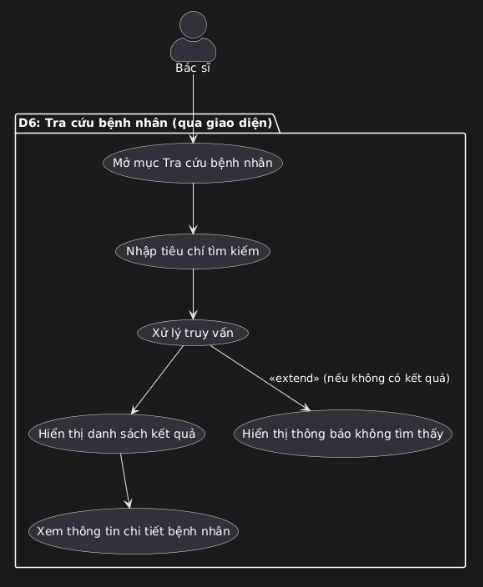 Bác sĩ
D6: Tra cứu bệnh nhân (qua giao diện)
Mở mục Tra cứu bệnh nhân
Nhập tiêu chí tìm kiếm
Xử lý truy vấn
«extend» (nếu không có kết quả)
Hiển thị danh sách kết quả
Hiển thị thông báo không tìm thấy
Xem thông tin chi tiết bệnh nhân